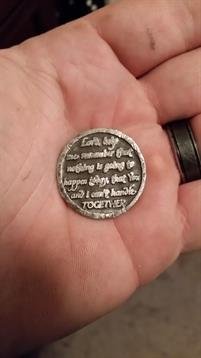 Lord, help
me remember that
nothing is going to
happen today, that You
and I can't handle
TOGETHER